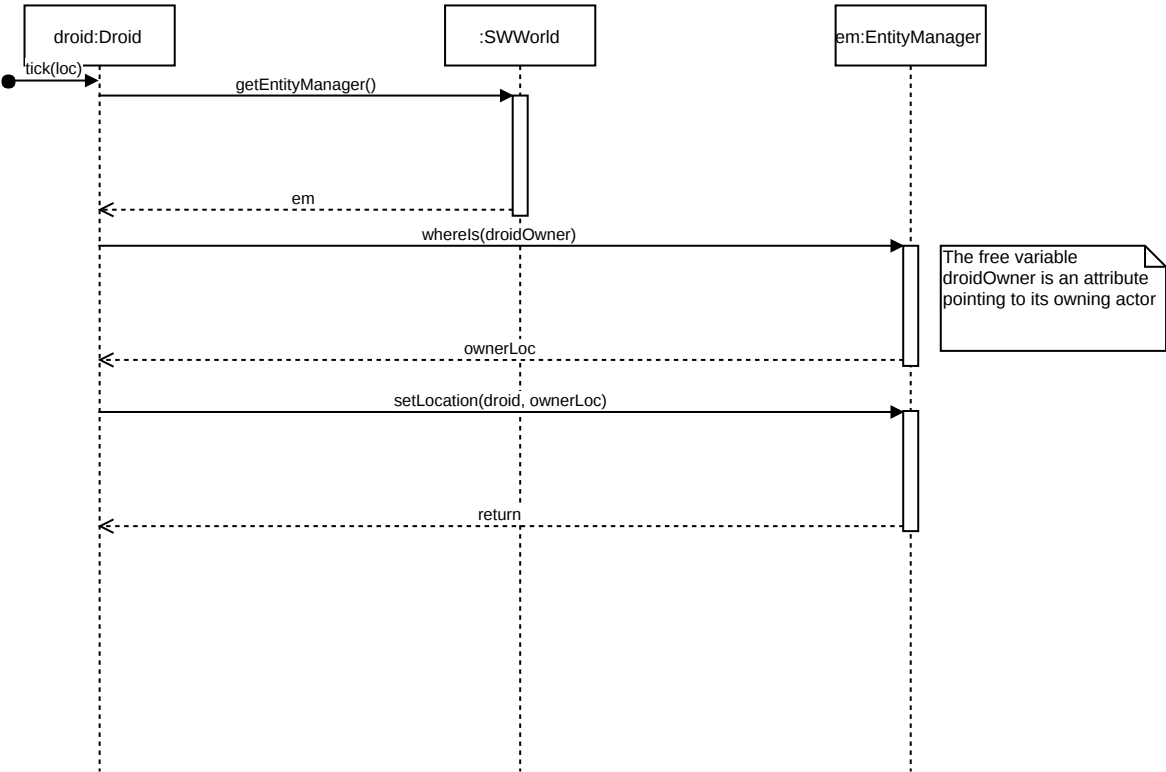 droid:Droid
:SWWorld
em:EntityManager
tick(loc)
getEntityManager()
em
whereIs(droidOwner)
The free variable
droidOwner is an attribute
pointing to its owning actor
ownerLoc
setLocation(droid, ownerLoc)
return